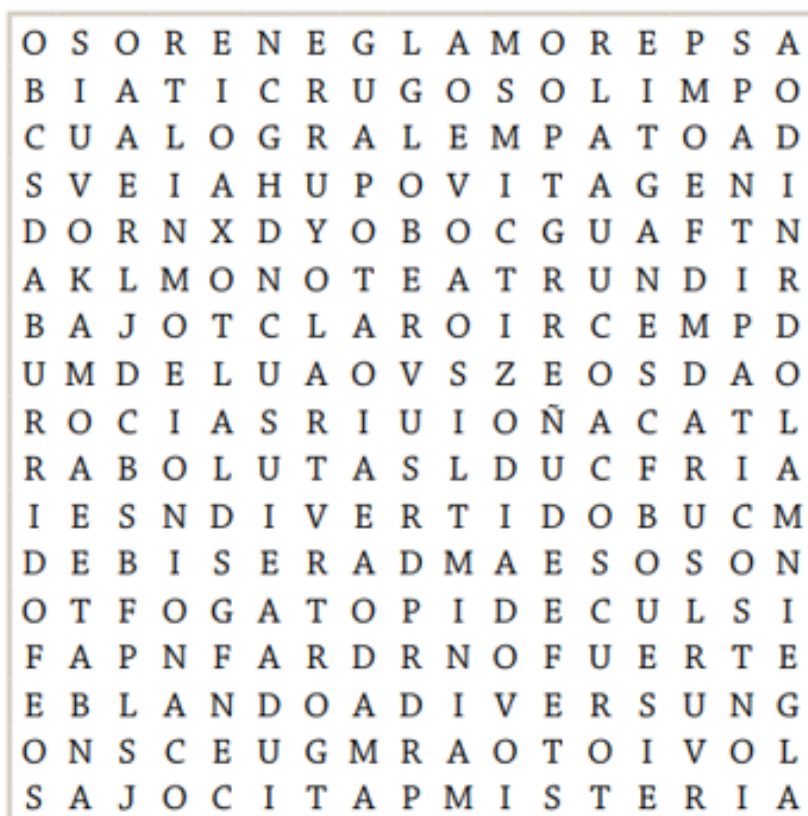 O S O R E N E G L A M O R E P S A
B I A T I C R U G O S O L I M P O
C U A L O G R A L E M P A T O A D
S V E I A H U P O V I T A G E N I
D O R N X D Y O B O C G U A F T N
A K L M O N O T E A T R U N D I R
B A J O T C L A R O I R C E M P D
U M D E L U A O V S Z E O S D A O
R O C I A S R I U I O Ñ A C A T L
R A B O L U T A S L D U C F R I A
I E S N D I V E R T I D O B U C M
D E B I S E R A D M A E S O S O N
O T F O G A T O P I D E C U L S I
F A P N F A R D R N O F U E R T E
E B L A N D O A D I V E R S U N G
O N S C E U G M R A O T O I V O L
S A J O C I T A P M I S T E R I A